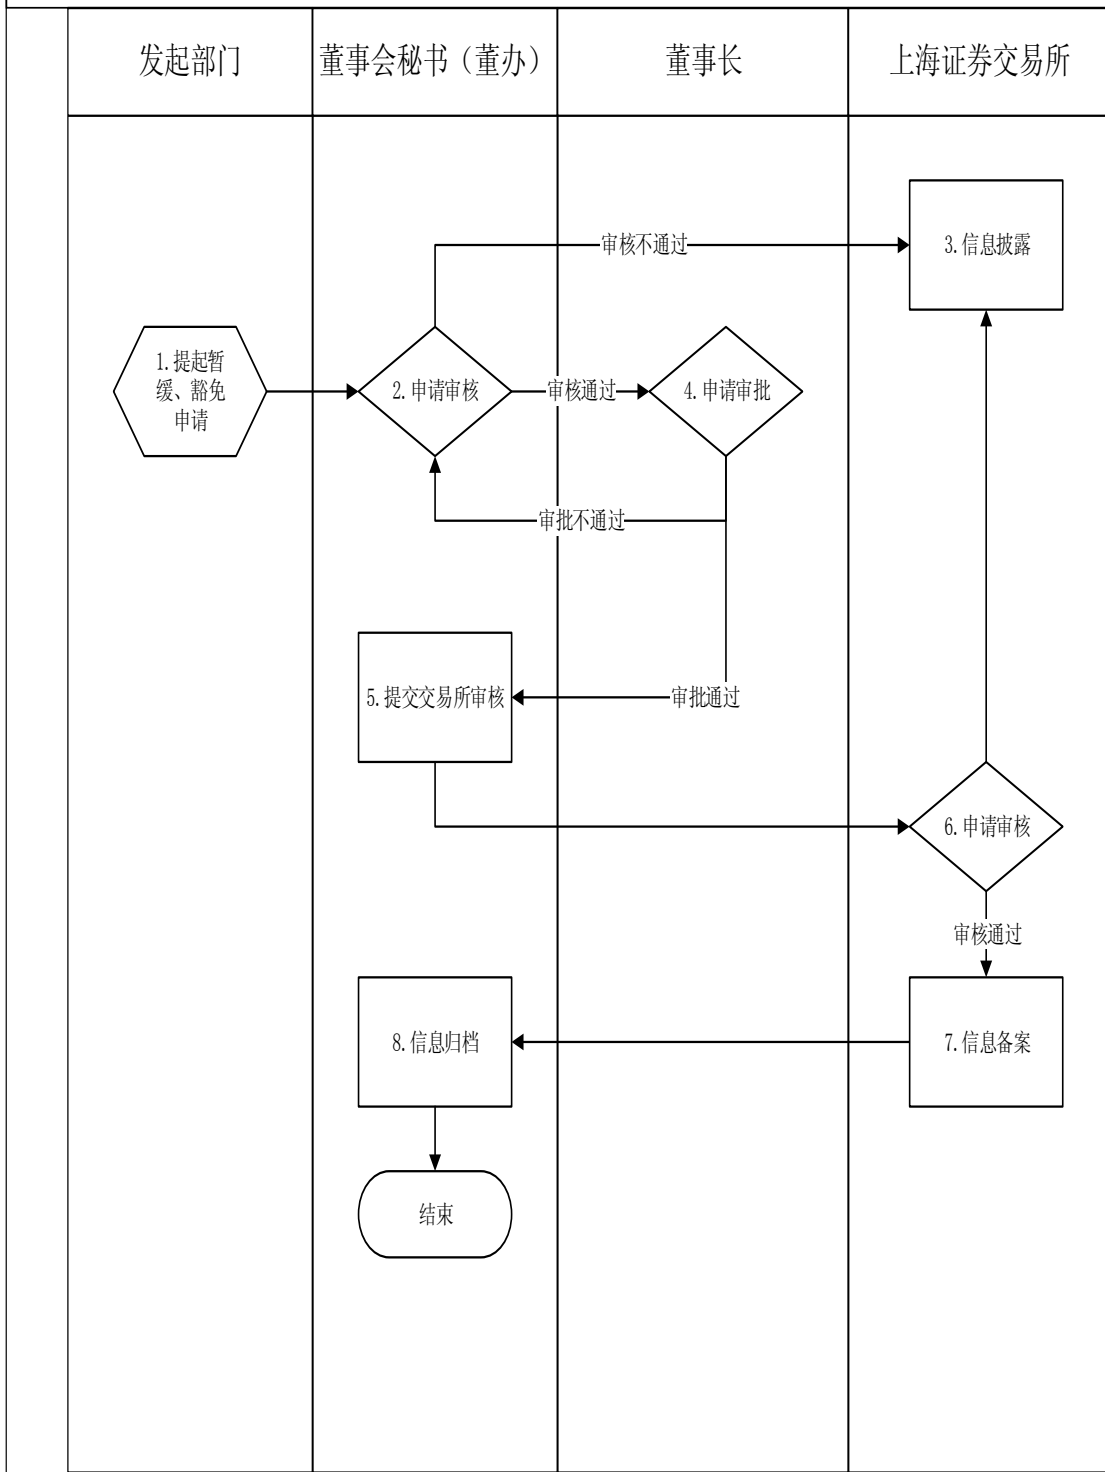 发起部门
董事会秘书（董办）
董事长
上海证券交易所
审核不通过
3.信息披露
1.提起暂
缓、豁免
申请
2.申请审核
审核通过
4.申请审批
审批不通过
5.提交交易所审核
审批通过
6.申请审核
审核通过
8.信息归档
7.信息备案
结束